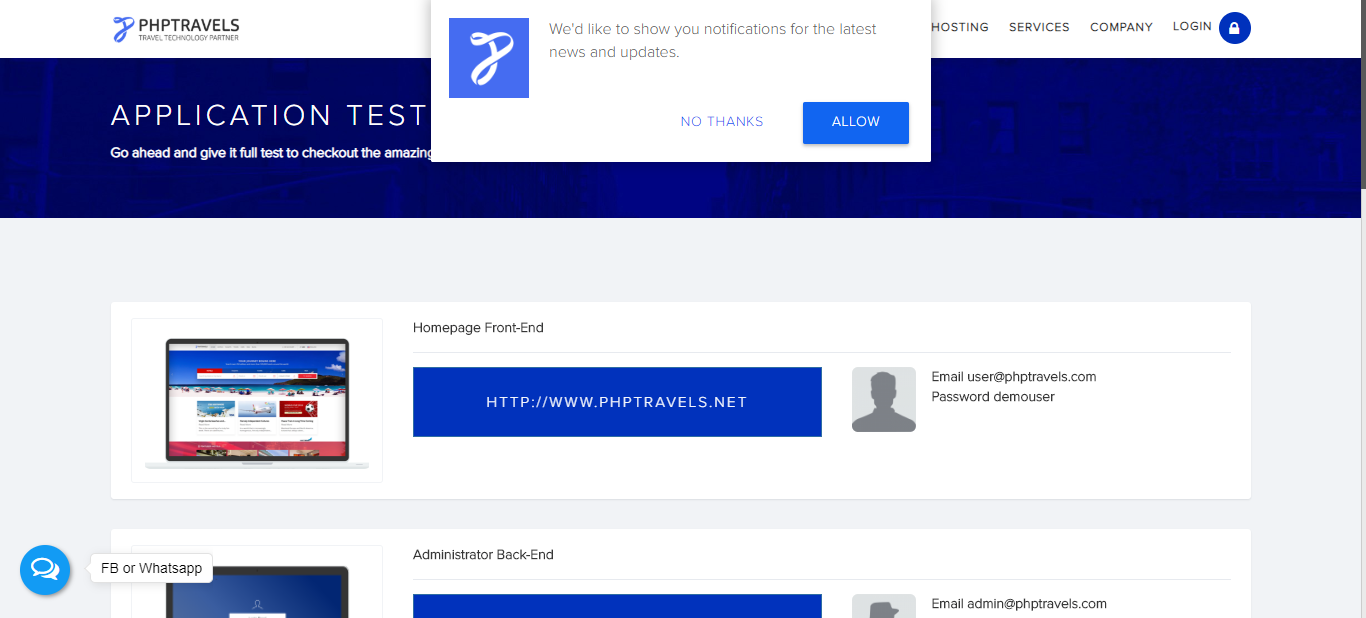 PHPTRAVELS
TRAVEL TECHNOLOGY PARTNER
We'd like to show you notifications for the latest
news and updates.
NO THANKS
ALLOW
HOSTING
SERVICES
COMPANY
LOGIN
APPLICATION TEST
Go ahead and give it full test to checkout the amazing
Homepage Front-End
HTTP://WWW.PHPTRAVELS.NET
Email user@phptravels.com
Password demouser
Administrator Back-End
Email admin@phptravels.com
FB or Whatsapp